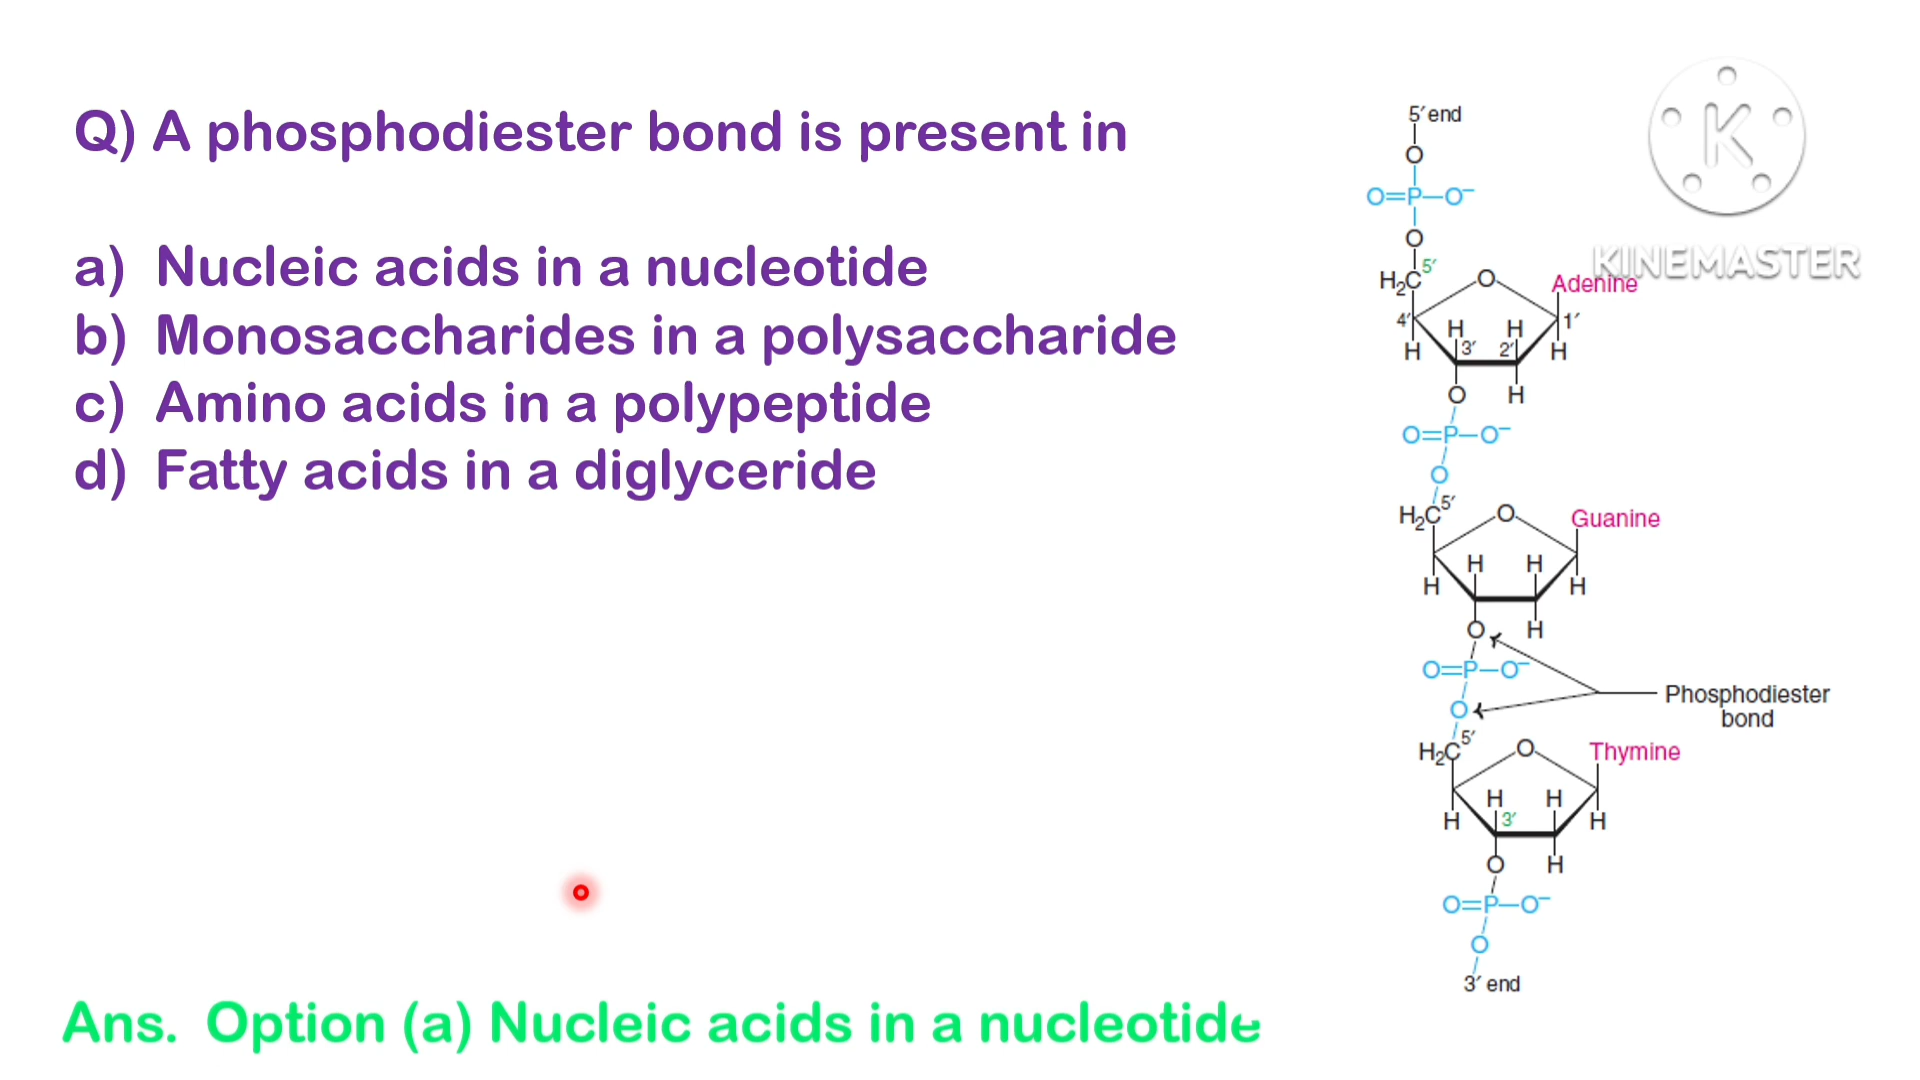 Q) A phosphodiester bond is present in
a) Nucleic acids in a nucleotide
b) Monosaccharides in a polysaccharide
c) Amino acids in a polypeptide
d) Fatty acids in a diglyceride
Ans. Option (a) Nucleic acids in a nucleotide
K
KINEMASTER
5′ end
O
O=P–O⁻
O
H₂C 5′ O Adenine
4′ H H 1′
H 3′ 2′ H
O H
O=P–O⁻
O
H₂C 5′ O Guanine
H H
H H
O H
O=P–O⁻
Phosphodiester
bond
O
H₂C 5′ O Thymine
H H
H 3′ H
O H
O=P–O⁻
O
3′ end